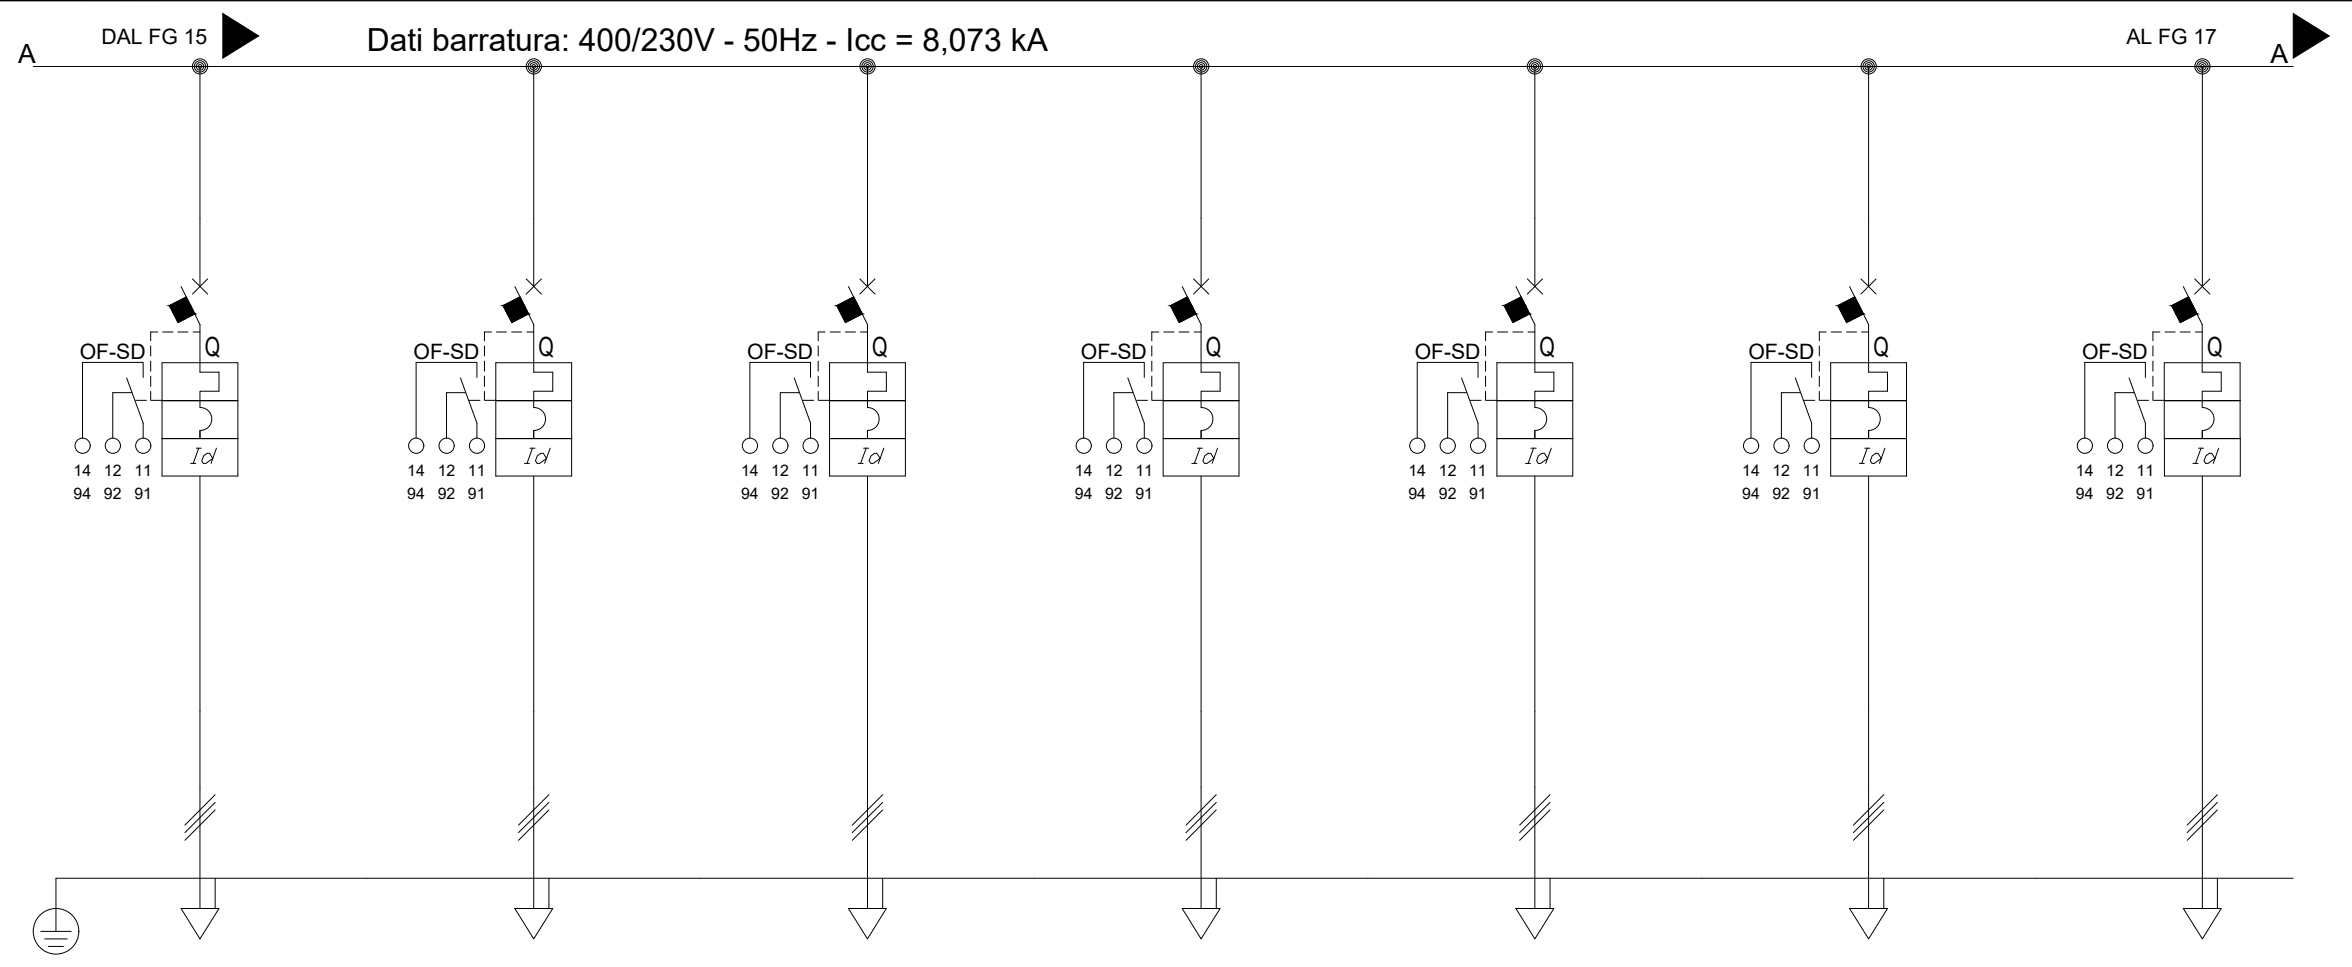 DAL FG 15
Dati barratura: 400/230V - 50Hz - Icc = 8,073 kA
AL FG 17
A A
Q Q Q Q Q Q Q
OF-SD OF-SD OF-SD OF-SD OF-SD OF-SD OF-SD
Id Id Id Id Id Id Id
14 12 11 14 12 11 14 12 11 14 12 11 14 12 11 14 12 11 14 12 11
94 92 91 94 92 91 94 92 91 94 92 91 94 92 91 94 92 91 94 92 91